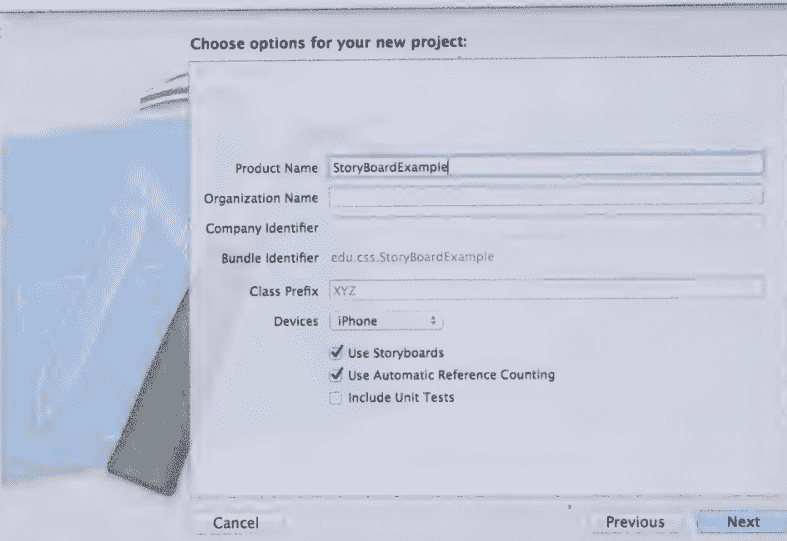 Choose options for your new project:
Product Name StoryBoardExample
Organization Name
Company Identifier
Bundle Identifier edu.css.StoryBoardExample
Class Prefix XYZ
Devices iPhone
Use Storyboards
Use Automatic Reference Counting
Include Unit Tests
Cancel Previous Next